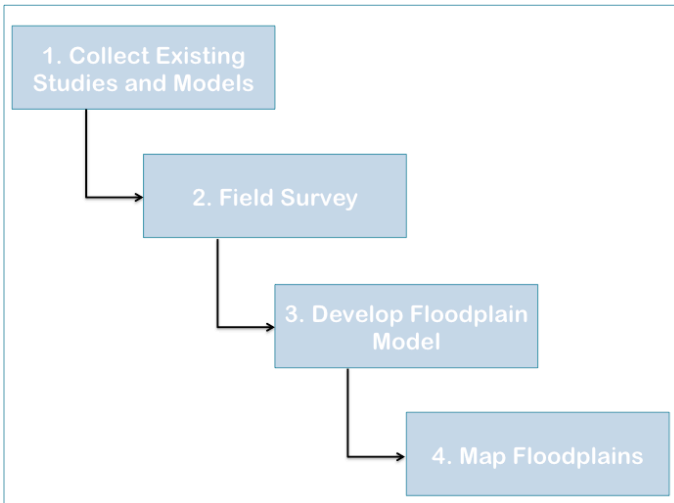 1. Collect Existing
Studies and Models
2. Field Survey
3. Develop Floodplain
Model
4. Map Floodplains